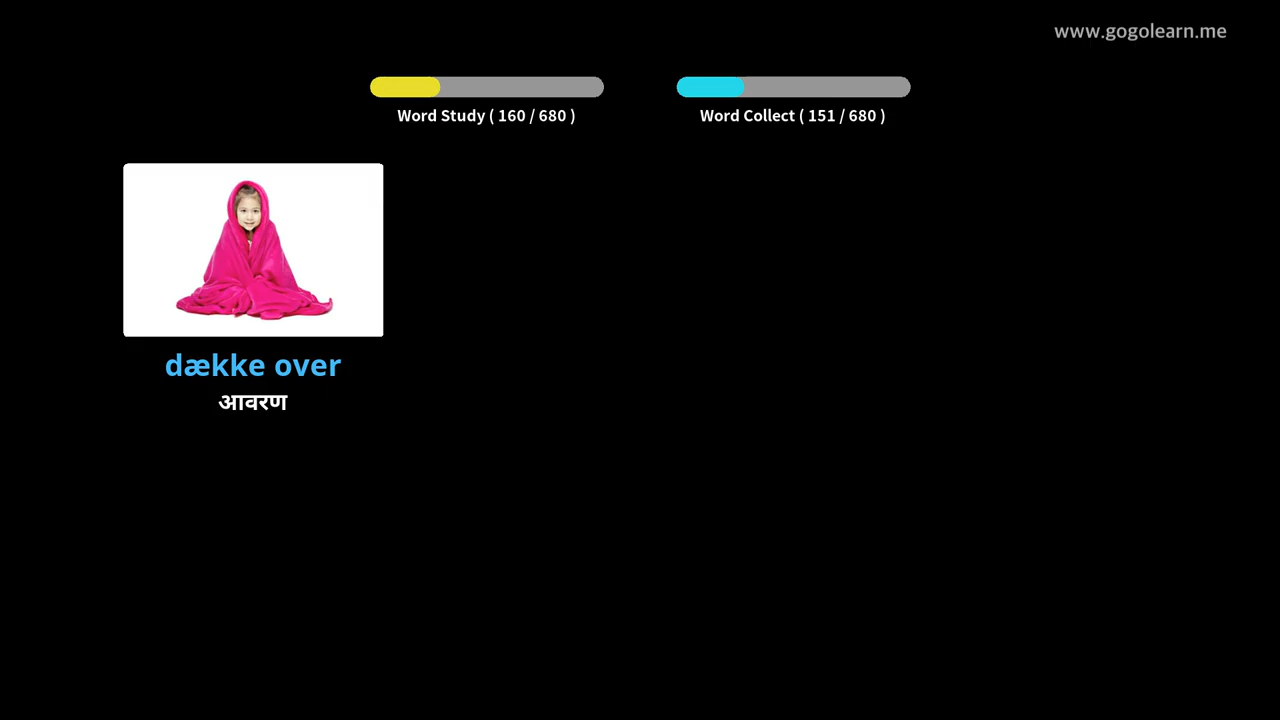 www.gogolearn.me
Word Study ( 160 / 680 )
Word Collect ( 151 / 680 )
dække over
आवरण